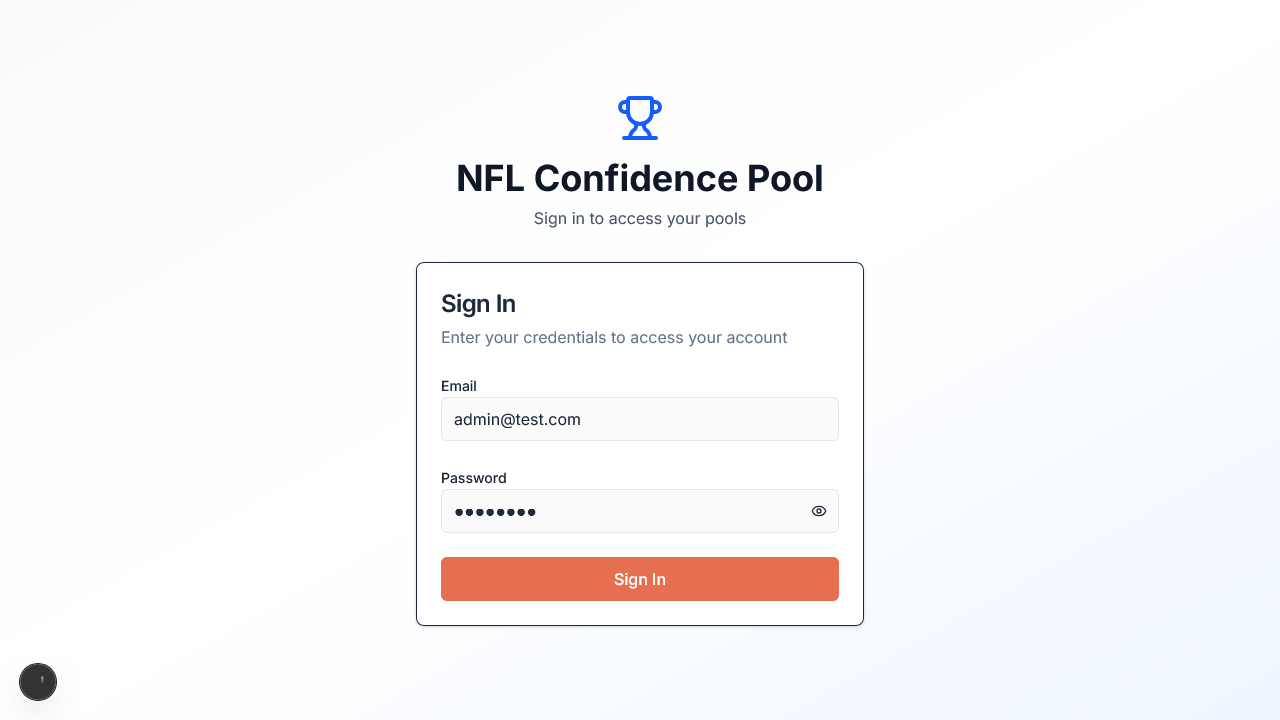 NFL Confidence Pool
Sign in to access your pools
Sign In
Enter your credentials to access your account
Email
admin@test.com
Password
●●●●●●●●
Sign In